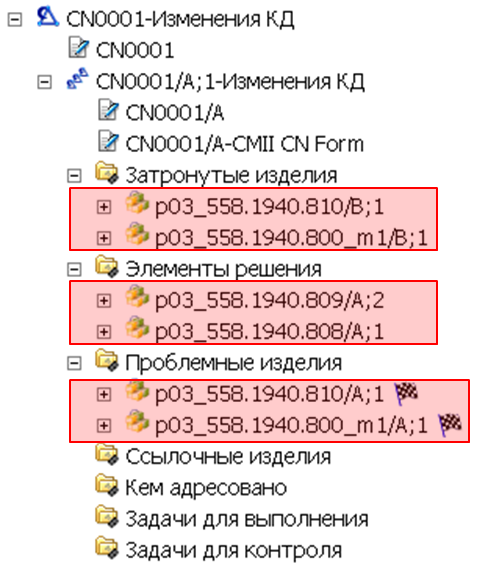 CN0001-Изменения КД
CN0001
CN0001/A;1-Изменения КД
CN0001/A
CN0001/A-CMII CN Form
Затронутые изделия
p03_558.1940.810/B;1
p03_558.1940.800_m1/B;1
Элементы решения
p03_558.1940.809/A;2
p03_558.1940.808/A;1
Проблемные изделия
p03_558.1940.810/A;1
p03_558.1940.800_m1/A;1
Ссылочные изделия
Кем адресовано
Задачи для выполнения
Задачи для контроля